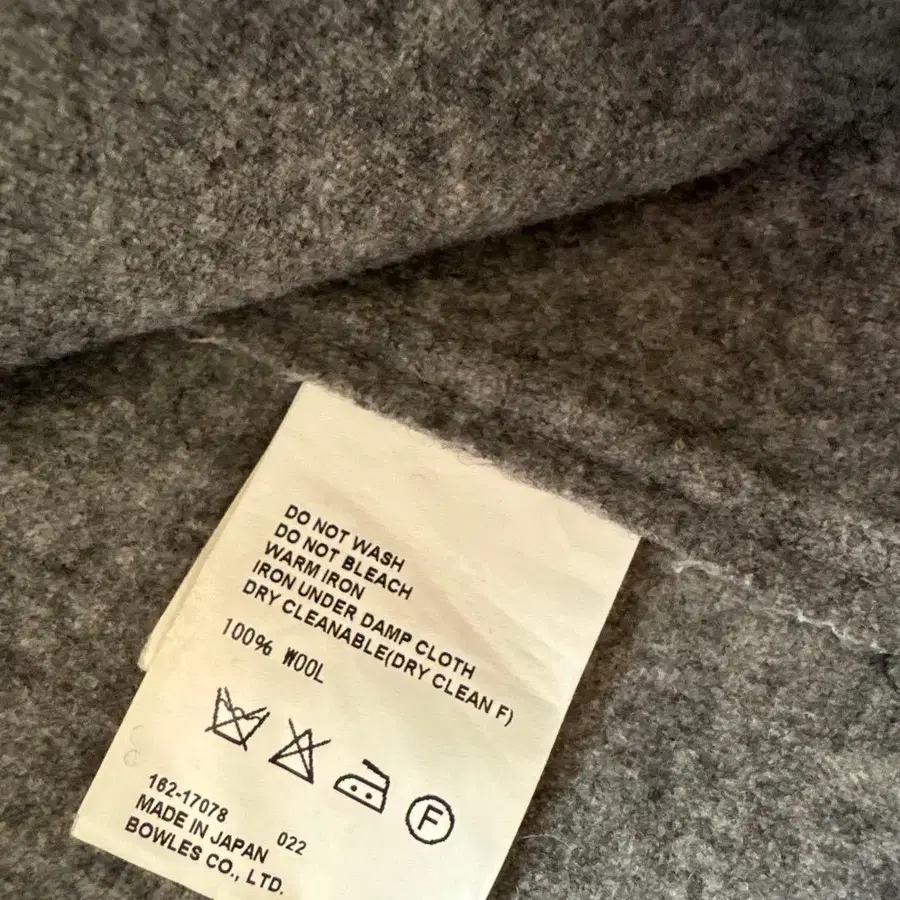 DO NOT WASH
DO NOT BLEACH
WARM IRON
IRON UNDER DAMP CLOTH
DRY CLEANABLE(DRY CLEAN F)
100% WOOL
F
162-17078 022
MADE IN JAPAN
BOWLES CO., LTD.